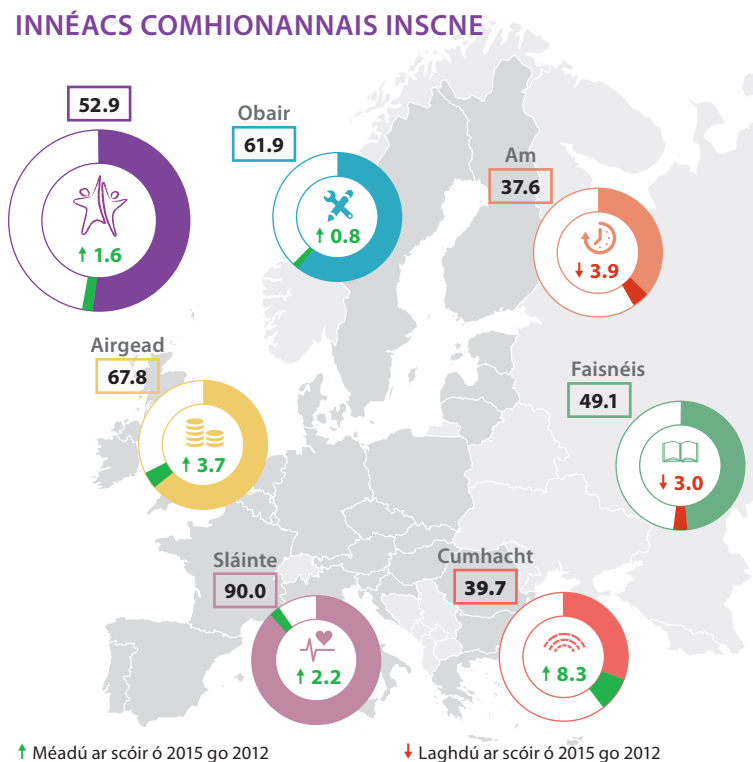 INNÉACS COMHIONANNAIS INSCNE
52.9
↑ 1.6
Obair
61.9
↑ 0.8
Am
37.6
↓ 3.9
Airgead
67.8
↑ 3.7
Faisnéis
49.1
↓ 3.0
Sláinte
90.0
↑ 2.2
Cumhacht
39.7
↑ 8.3
↑ Méadú ar scóir ó 2015 go 2012
↓ Laghdú ar scóir ó 2015 go 2012